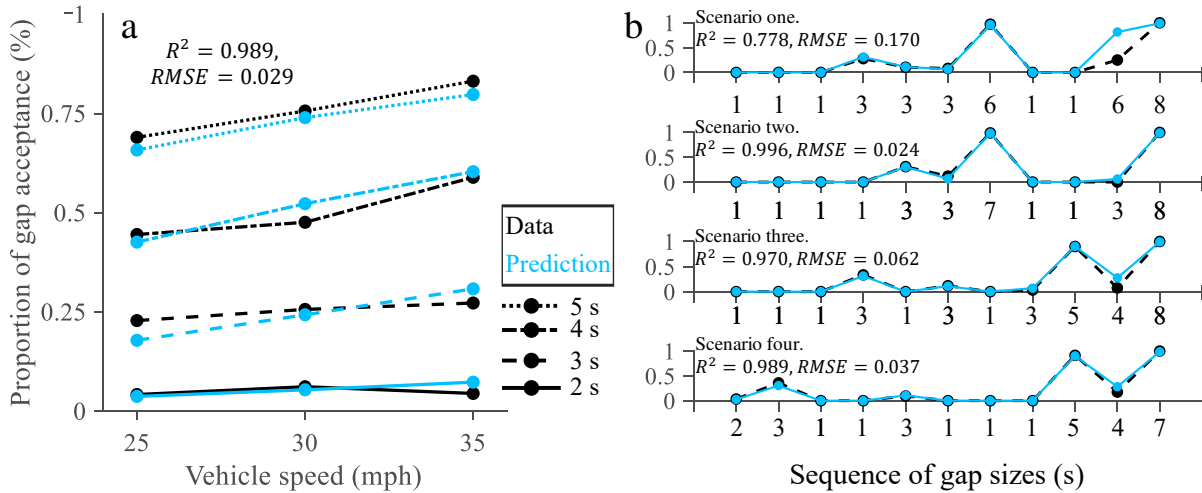 a
R² = 0.989,
RMSE = 0.029
Proportion of gap acceptance (%)
-1
0.75
0.5
0.25
0
25 30 35
Vehicle speed (mph)
Data
Prediction
5 s
4 s
3 s
2 s
b
Scenario one.
R² = 0.778, RMSE = 0.170
1
0.5
0
1 1 1 3 3 3 6 1 1 6 8
Scenario two.
R² = 0.996, RMSE = 0.024
1
0.5
0
1 1 1 1 3 3 7 1 1 3 8
Scenario three.
R² = 0.970, RMSE = 0.062
1
0.5
0
1 1 1 3 1 3 1 3 5 4 8
Scenario four.
R² = 0.989, RMSE = 0.037
1
0.5
0
2 3 1 1 3 1 1 1 5 4 7
Sequence of gap sizes (s)